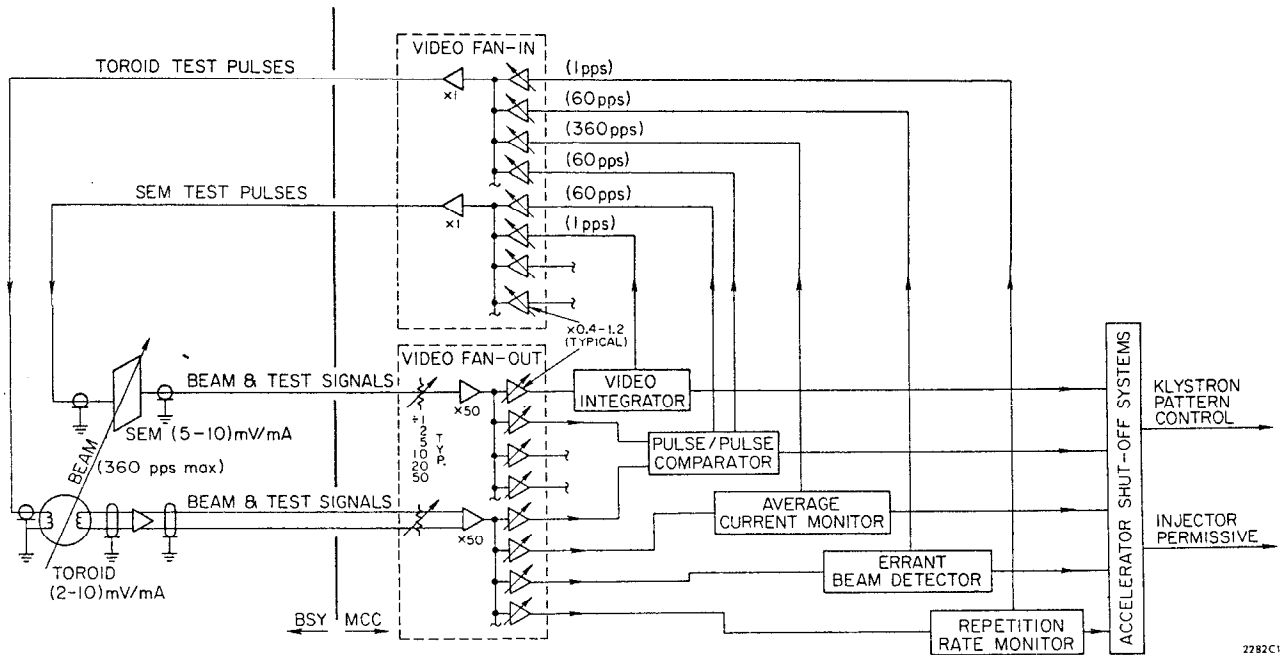 VIDEO FAN-IN
TOROID TEST PULSES
×1
(1pps)
(60pps)
(360pps)
(60pps)
SEM TEST PULSES
×1
(60pps)
(1pps)
×0.4-1.2
(TYPICAL)
VIDEO FAN-OUT
BEAM & TEST SIGNALS
×50
÷1
2
5
10
20
50
TYP.
VIDEO
INTEGRATOR
SEM (5-10)mV/mA
BEAM
(360 pps max)
PULSE/PULSE
COMPARATOR
BEAM & TEST SIGNALS
×50
AVERAGE
CURRENT MONITOR
TOROID
(2-10)mV/mA
ERRANT
BEAM DETECTOR
BSY
MCC
REPETITION
RATE MONITOR
ACCELERATOR SHUT-OFF SYSTEMS
KLYSTRON
PATTERN
CONTROL
INJECTOR
PERMISSIVE
2282C1